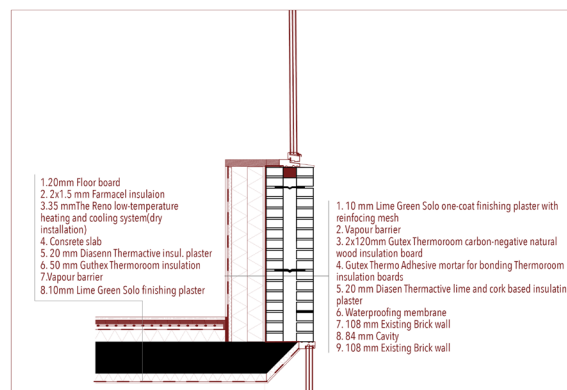 1.20mm Floor board
2. 2x1.5 mm Farmacel insulaion
3.35 mmThe Reno low-temperature
heating and cooling system(dry
installation)
4. Consrete slab
5. 20 mm Diasenn Thermactive insul. plaster
6. 50 mm Guthex Thermoroom insulation
7.Vapour barrier
8.10mm Lime Green Solo finishing plaster
1. 10 mm Lime Green Solo one-coat finishing plaster with
reinfocing mesh
2. Vapour barrier
3. 2x120mm Gutex Thermoroom carbon-negative natural
wood insulation board
4. Gutex Thermo Adhesive mortar for bonding Thermoroom
insulation boards
5.20 mm Diasen Thermactive lime and cork based insulatin
plaster
6. Waterproofing membrane
7. 108 mm Existing Brick wall
8. 84 mm Cavity
9. 108 mm Existing Brick wall